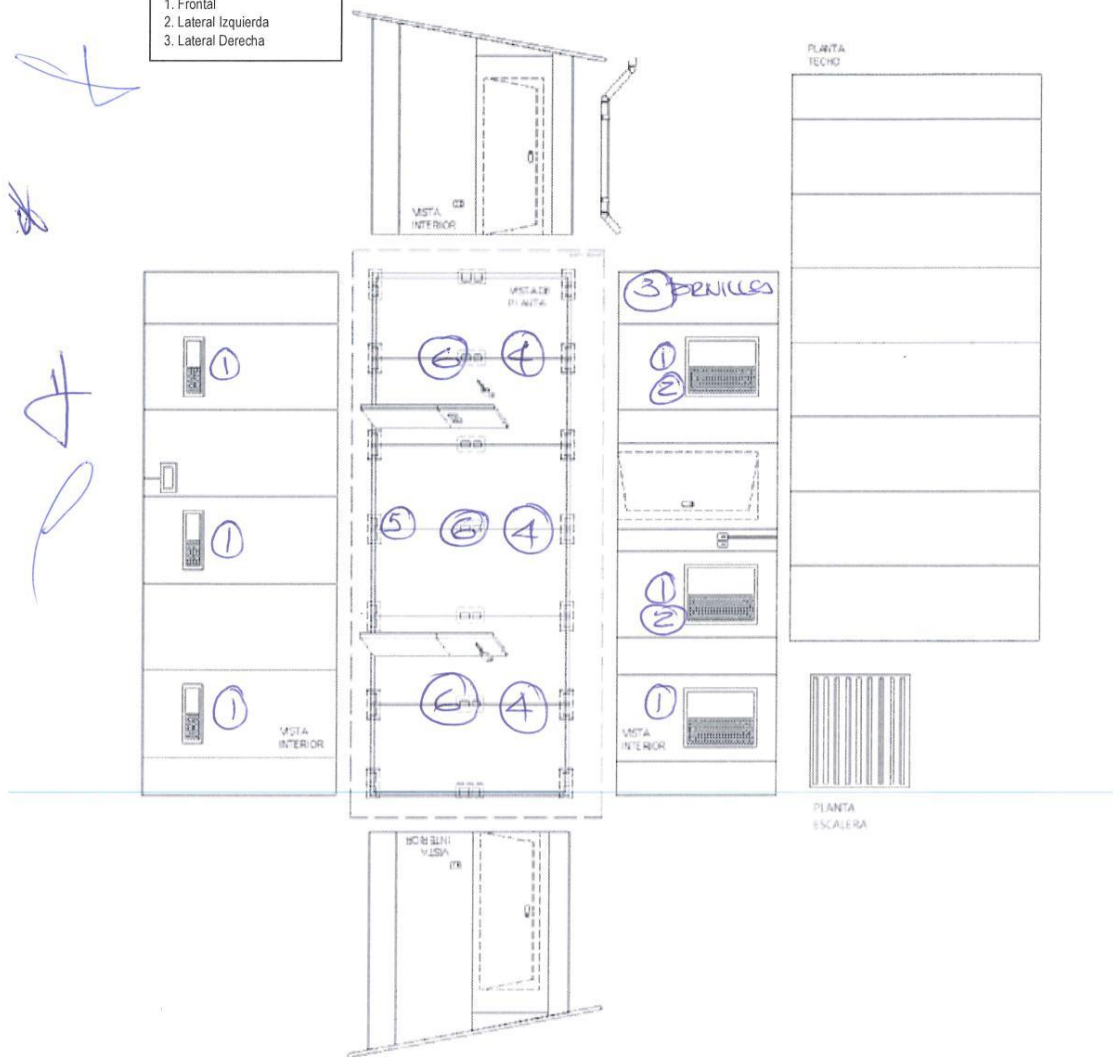 1. Frontal
2. Lateral Izquierda
3. Lateral Derecha
PLANTA
TECHO
VISTA
INTERIOR
VISTA DE
PLANTA
3
1
6
4
1
2
5
6
4
1
1
2
6
4
1
1
VISTA
INTERIOR
VISTA
INTERIOR
PLANTA
ESCALERA
VISTA
INTERIOR